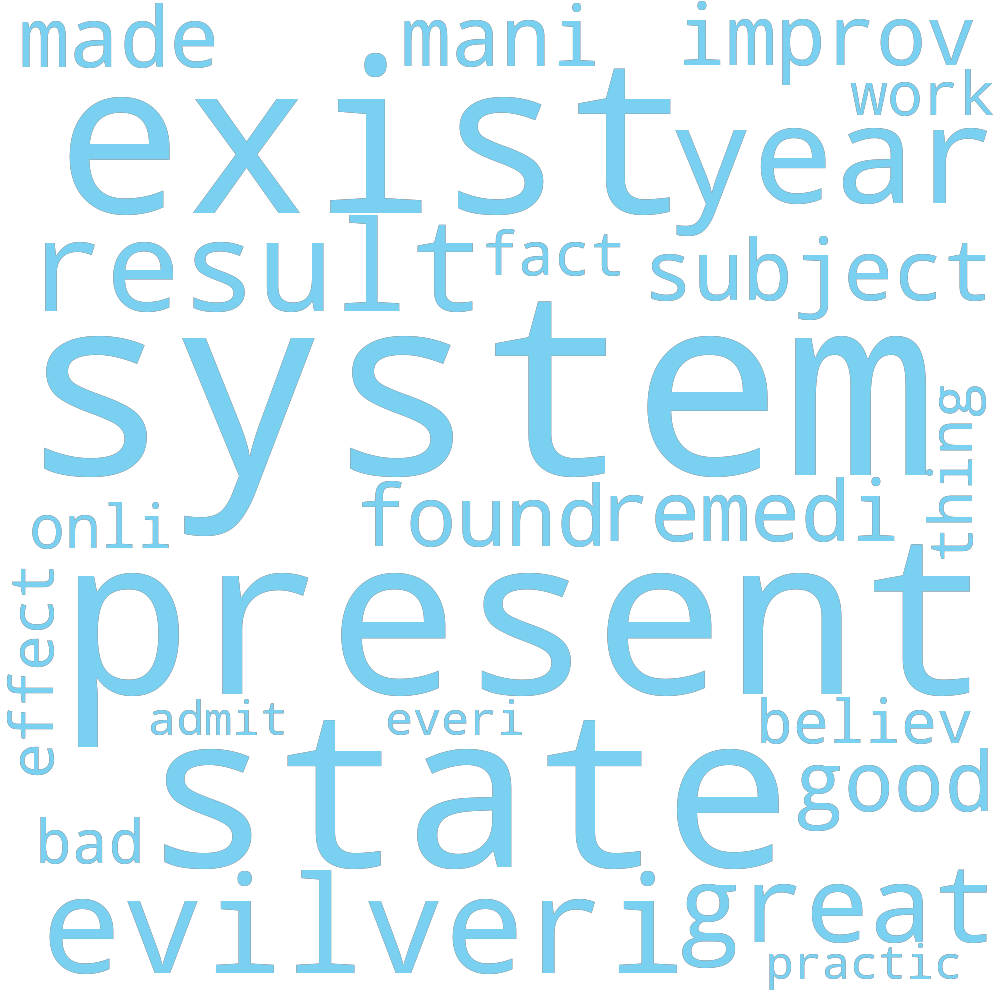 made mani improv
work
exist year
result fact subject
system
thing
onli found remedi
present
effect
admit everi believ
state good
bad
evil veri great
practic